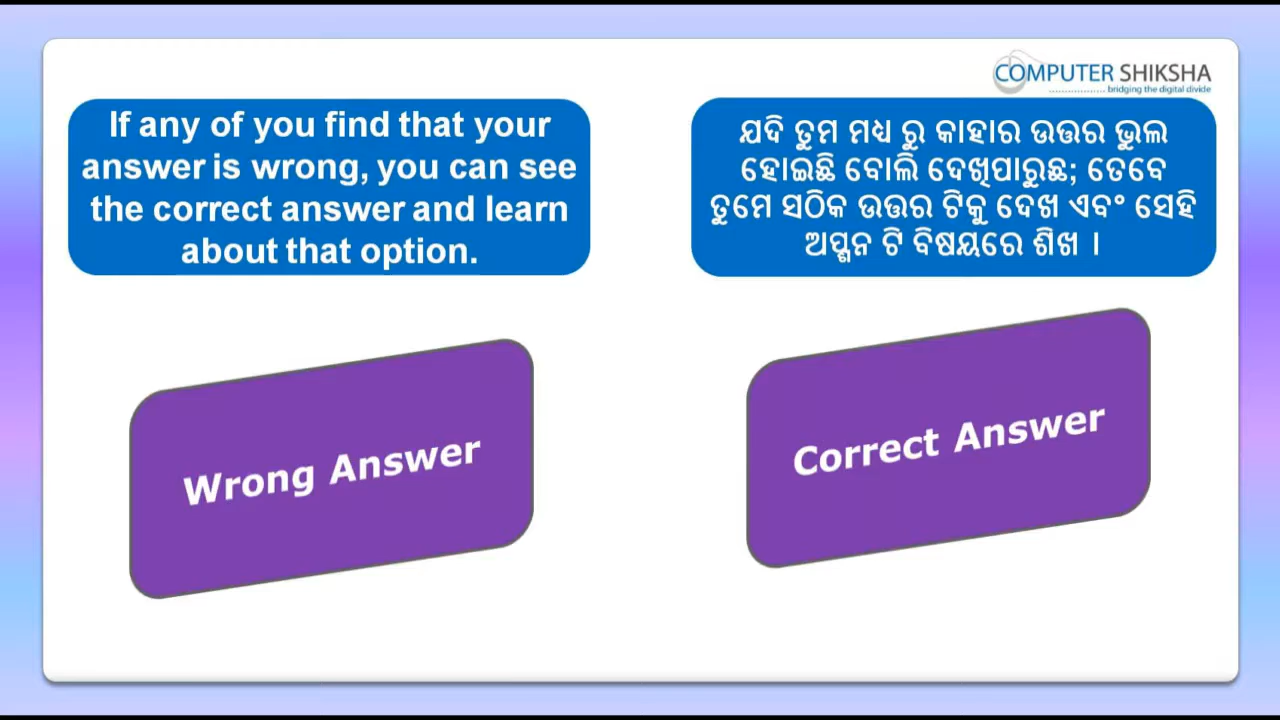 COMPUTER SHIKSHA
bridging the digital divide
If any of you find that your
answer is wrong, you can see
the correct answer and learn
about that option.
ଯଦି ତୁମ ମଧ୍ୟ ରୁ କାହାର ଉତ୍ତର ଭୁଲ
ହୋଇଛି ବୋଲି ଦେଖିପାରୁଛ; ତେବେ
ତୁମେ ସଠିକ ଉତ୍ତର ଟିକୁ ଦେଖ ଏବଂ ସେହି
ଅପ୍ସନ ଟି ବିଷୟରେ ଶିଖ ।
Wrong Answer
Correct Answer